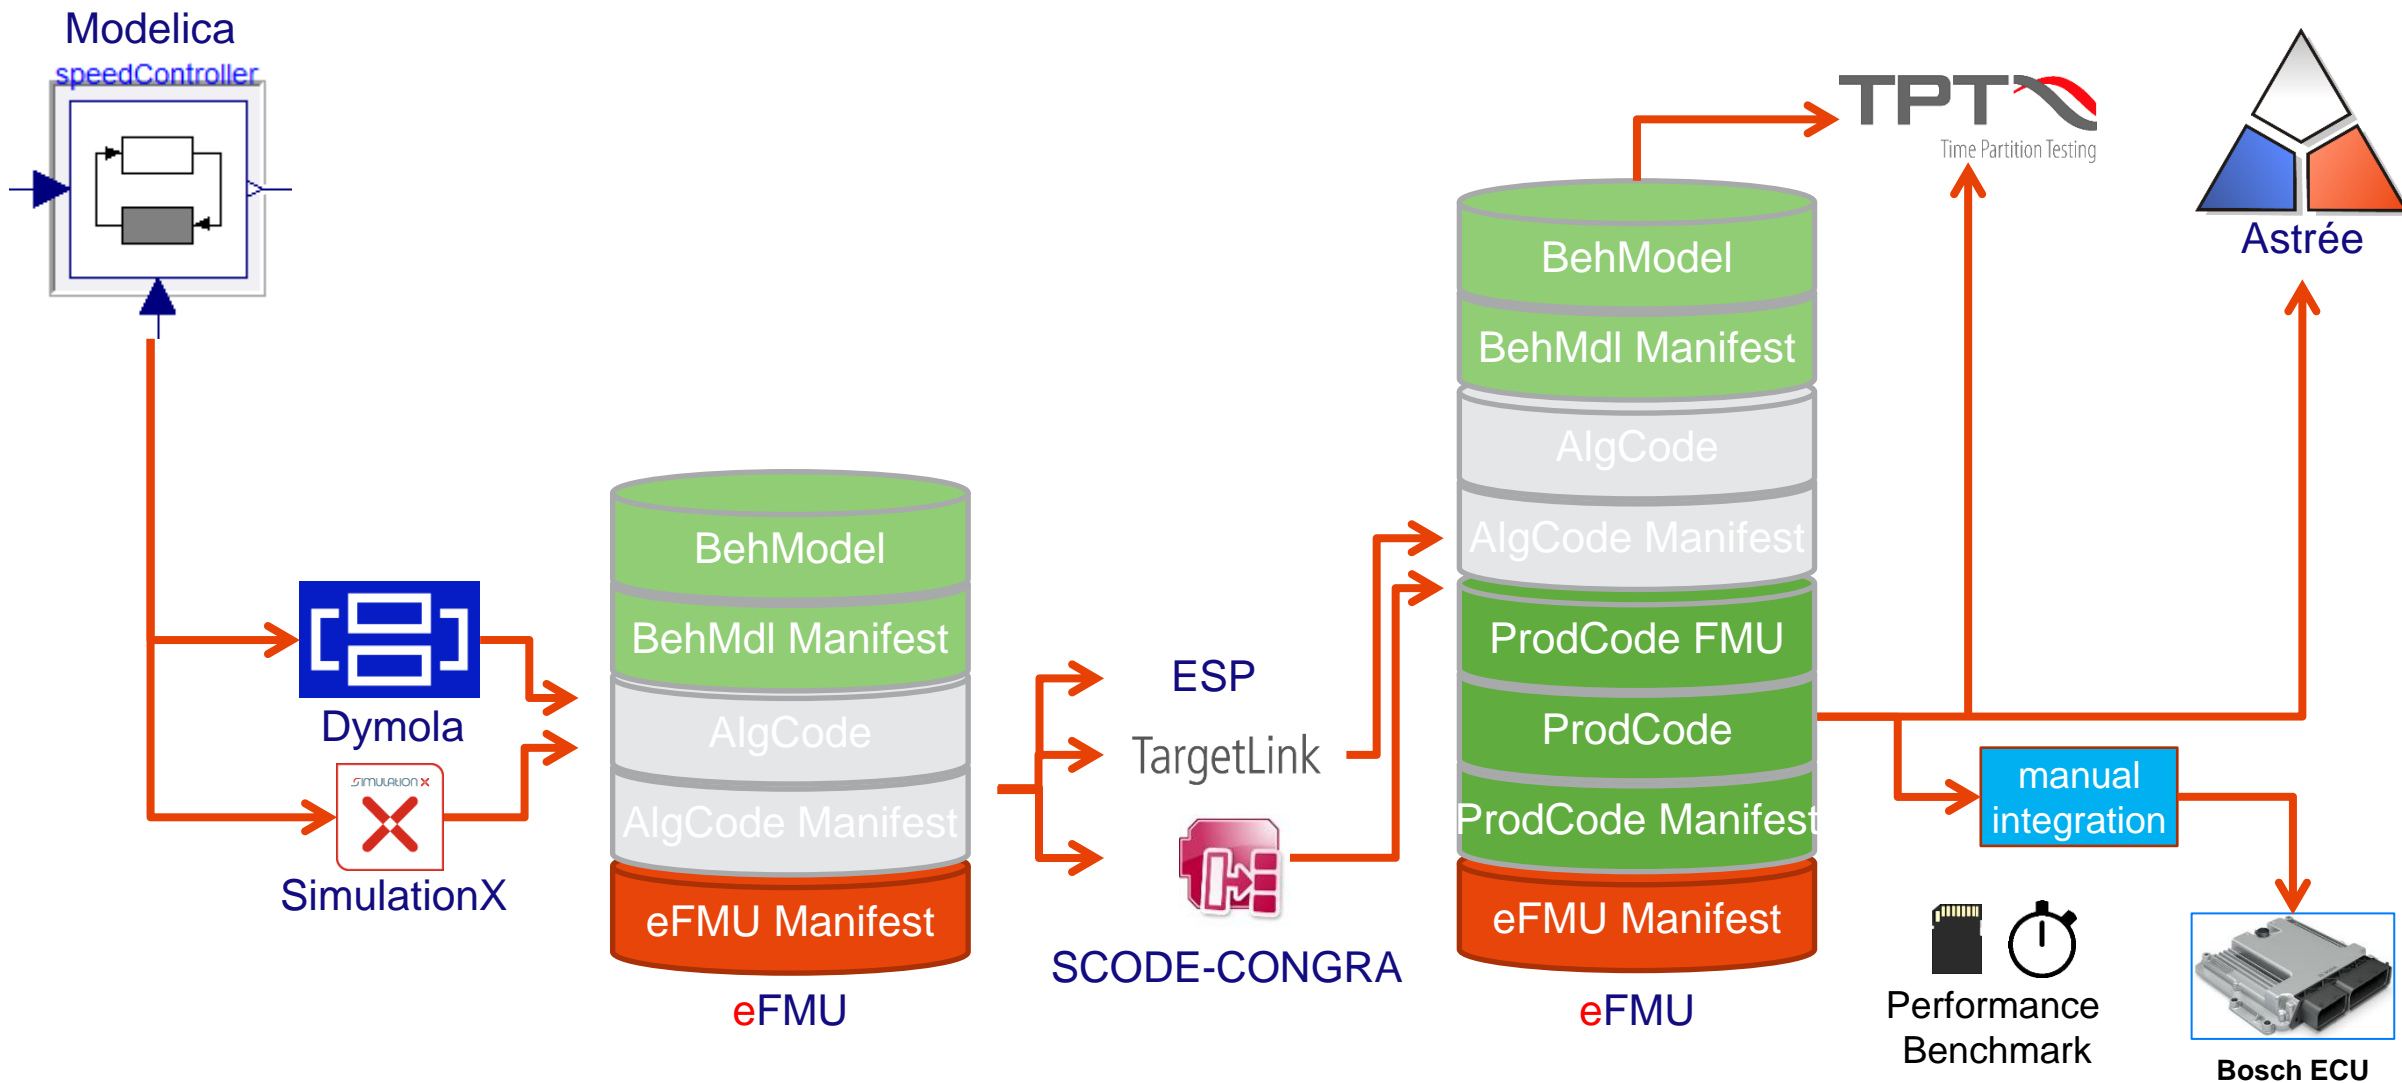 Modelica
speedController
Dymola
SIMULATION X
SimulationX
BehModel
BehMdl Manifest
AlgCode
AlgCode Manifest
eFMU Manifest
eFMU
ESP
TargetLink
SCODE-CONGRA
BehModel
BehMdl Manifest
AlgCode
AlgCode Manifest
ProdCode FMU
ProdCode
ProdCode Manifest
eFMU Manifest
eFMU
TPT
Time Partition Testing
Astrée
manual
integration
Performance
Benchmark
Bosch ECU